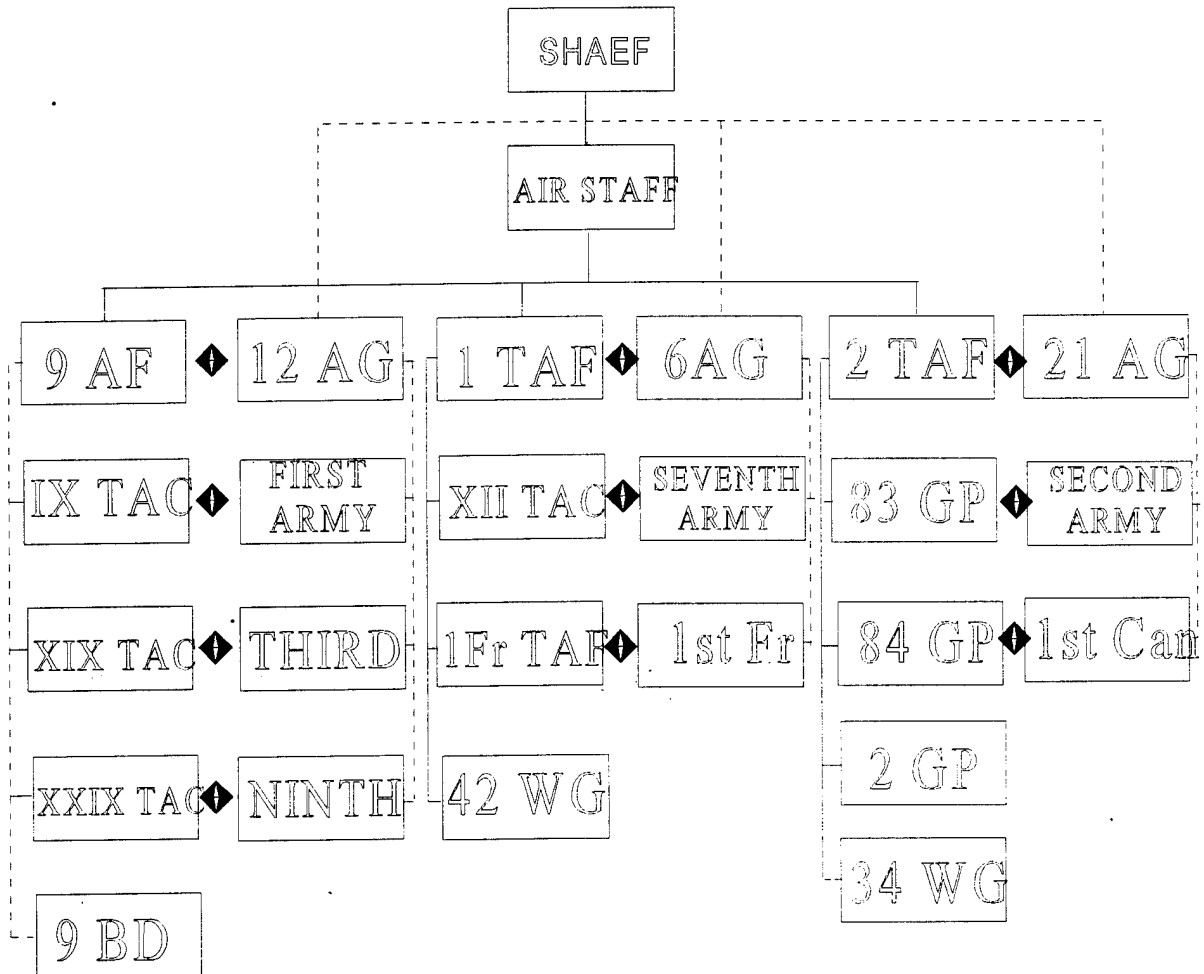 SHAEF
AIR STAFF
9 AF
12 AG
1 TAF
6AG
2 TAF
21 AG
IX TAC
FIRST
ARMY
XII TAC
SEVENTH
ARMY
83 GP
SECOND
ARMY
XIX TAC
THIRD
1Fr TAF
1st Fr
84 GP
1st Can
XXIX TAC
NINTH
42 WG
2 GP
34 WG
9 BD